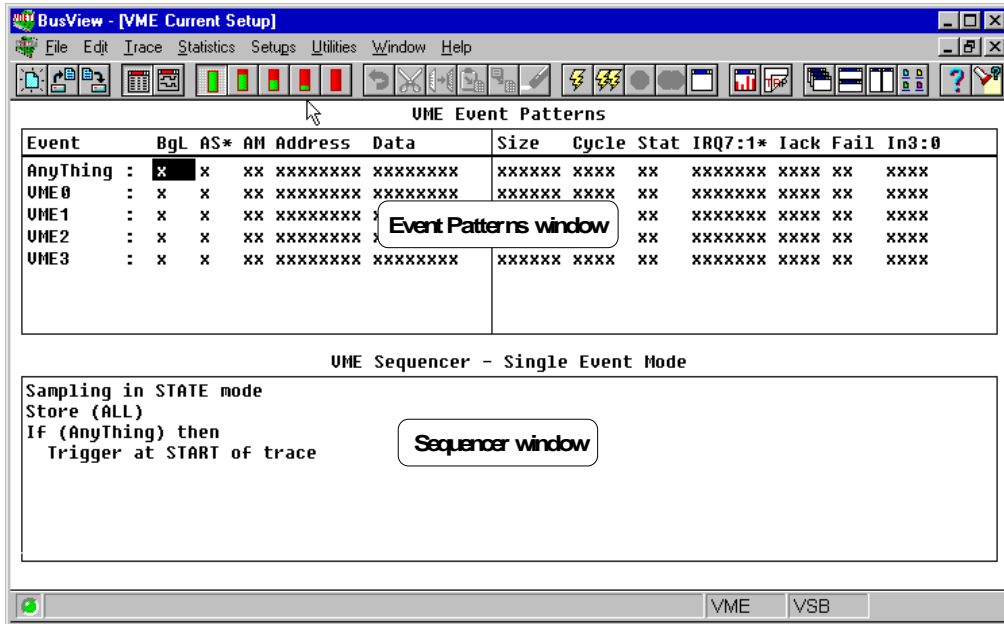 BusView - [VME Current Setup]
File Edit Trace Statistics Setups Utilities Window Help
VME Event Patterns
Event BgL AS* AM Address Data Size Cycle Stat IRQ7:1* Iack Fail In3:0
AnyThing : x x xx xxxxxxxx xxxxxxxx xxxxxx xxxx xx xxxxxxx xxxx xx xxxx
VME0 : x x xx xxxxxxxx xxxxxxxx xxxxxx xxxx xx xxxxxxx xxxx xx xxxx
VME1 : x x xx xxxxxxxx x xx xxxxxxx xxxx xx xxxx
VME2 : x x xx xxxxxxxx x xx xxxxxxx xxxx xx xxxx
VME3 : x x xx xxxxxxxx xxxxxxxx xxxxxx xxxx xx xxxxxxx xxxx xx xxxx
Event Patterns window
VME Sequencer - Single Event Mode
Sampling in STATE mode
Store (ALL)
If (AnyThing) then
Trigger at START of trace
Sequencer window
VME VSB